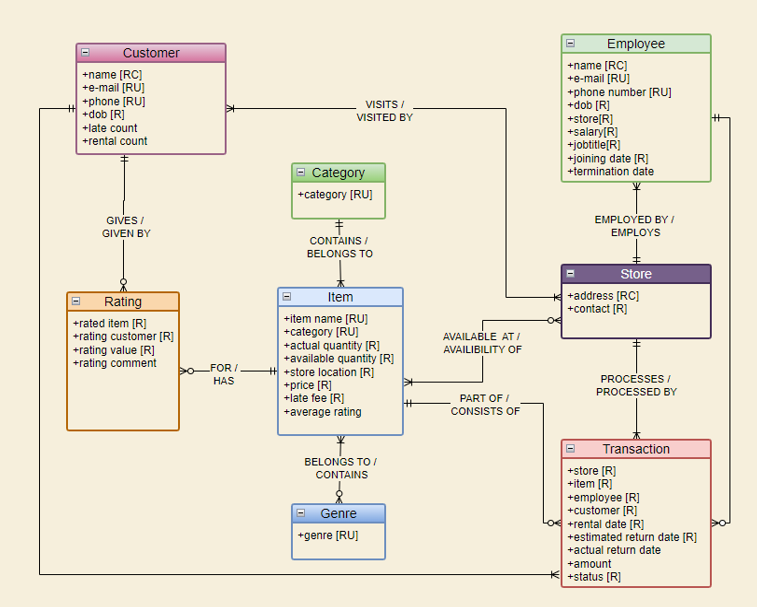 Customer
+name [RC]
+e-mail [RU]
+phone [RU]
+dob [R]
+late count
+rental count
VISITS /
VISITED BY
Employee
+name [RC]
+e-mail [RU]
+phone number [RU]
+dob [R]
+store[R]
+salary[R]
+jobtitle[R]
+joining date [R]
+termination date
Category
+category [RU]
GIVES /
GIVEN BY
CONTAINS /
BELONGS TO
EMPLOYED BY /
EMPLOYS
Rating
+rated item [R]
+rating customer [R]
+rating value [R]
+rating comment
FOR /
HAS
Item
+item name [RU]
+category [RU]
+actual quantity [R]
+available quantity [R]
+store location [R]
+price [R]
+late fee [R]
+average rating
Store
+address [RC]
+contact [R]
AVAILABLE AT /
AVAILIBILITY OF
PART OF /
CONSISTS OF
PROCESSES /
PROCESSED BY
BELONGS TO /
CONTAINS
Genre
+genre [RU]
Transaction
+store [R]
+item [R]
+employee [R]
+customer [R]
+rental date [R]
+estimated return date [R]
+actual return date
+amount
+status [R]